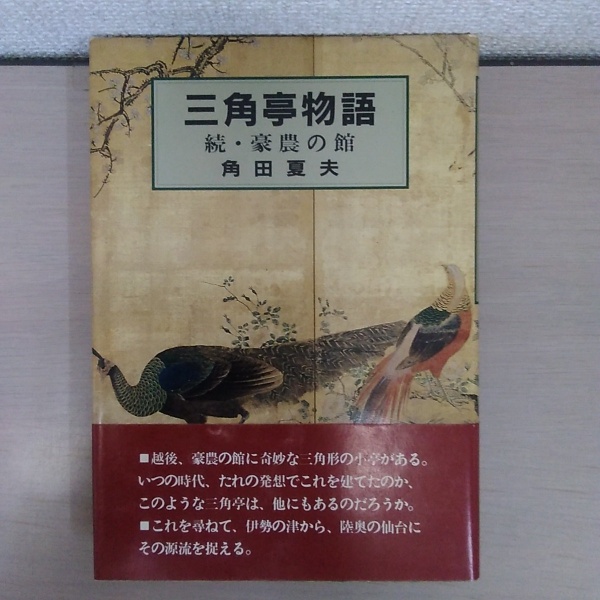 三角亭物語
続・豪農の館
角田夏夫
■越後、豪農の館に奇妙な三角形の小亭がある。
いつの時代、たれの発想でこれを建てたのか、
このような三角亭は、他にもあるのだろうか。
■これを尋ねて、伊勢の津から、陸奥の仙台に
その源流を捉える。